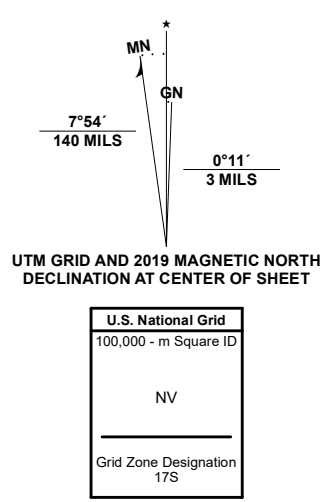 ★
MN
GN
7°54´
140 MILS
0°11´
3 MILS
UTM GRID AND 2019 MAGNETIC NORTH
DECLINATION AT CENTER OF SHEET
U.S. National Grid
100,000 - m Square ID
NV
Grid Zone Designation
17S